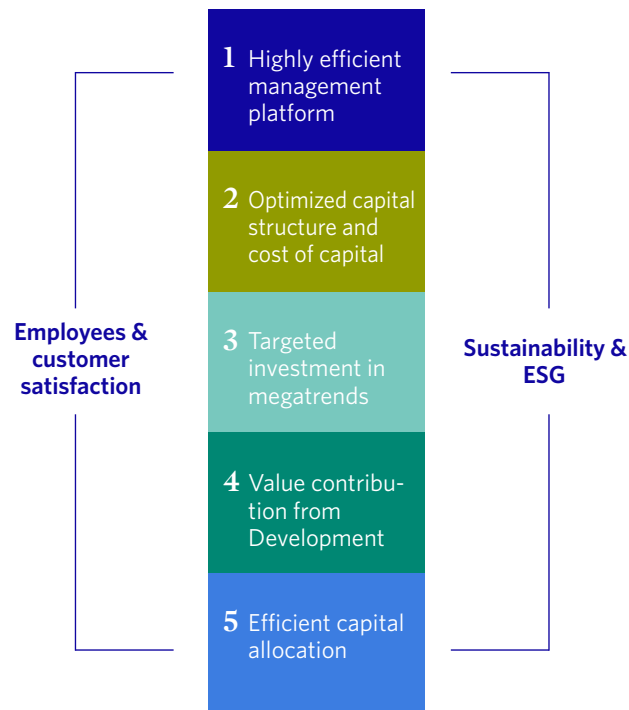 1 Highly efficient
management
platform
2 Optimized capital
structure and
cost of capital
Employees &
customer
satisfaction
3 Targeted
investment in
megatrends
Sustainability &
ESG
4 Value contribu-
tion from
Development
5 Efficient capital
allocation